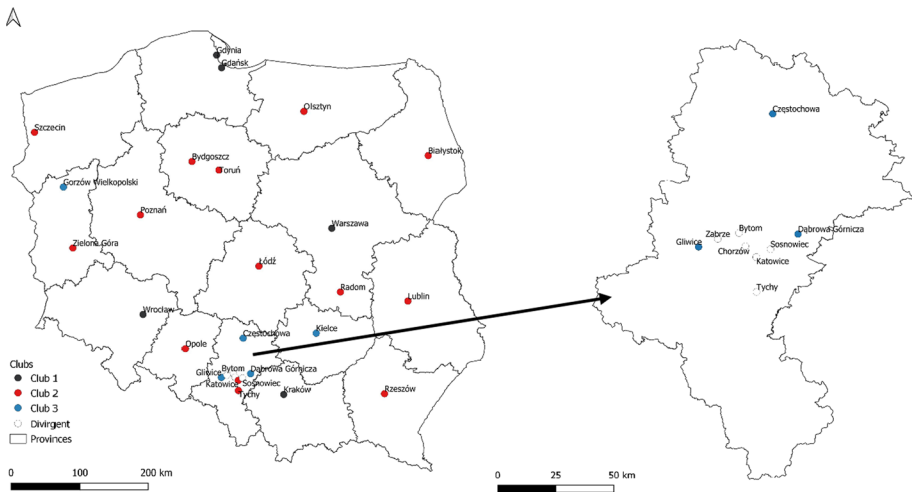 Gdynia
Gdańsk
Olsztyn
Szczecin
Białystok
Bydgoszcz
Toruń
Gorzów Wielkopolski
Poznań
Warszawa
Zielona Góra
Łódź
Radom
Lublin
Wrocław
Kielce
Częstochowa
Opole
Gliwice
Bytom
Dąbrowa Górnicza
Katowice
Sosnowiec
Tychy
Kraków
Rzeszów
Clubs
Club 1
Club 2
Club 3
Divirgent
Provinces
0 100 200 km
Częstochowa
Dąbrowa Górnicza
Zabrze
Bytom
Gliwice
Chorzów
Sosnowiec
Katowice
Tychy
0 25 50 km